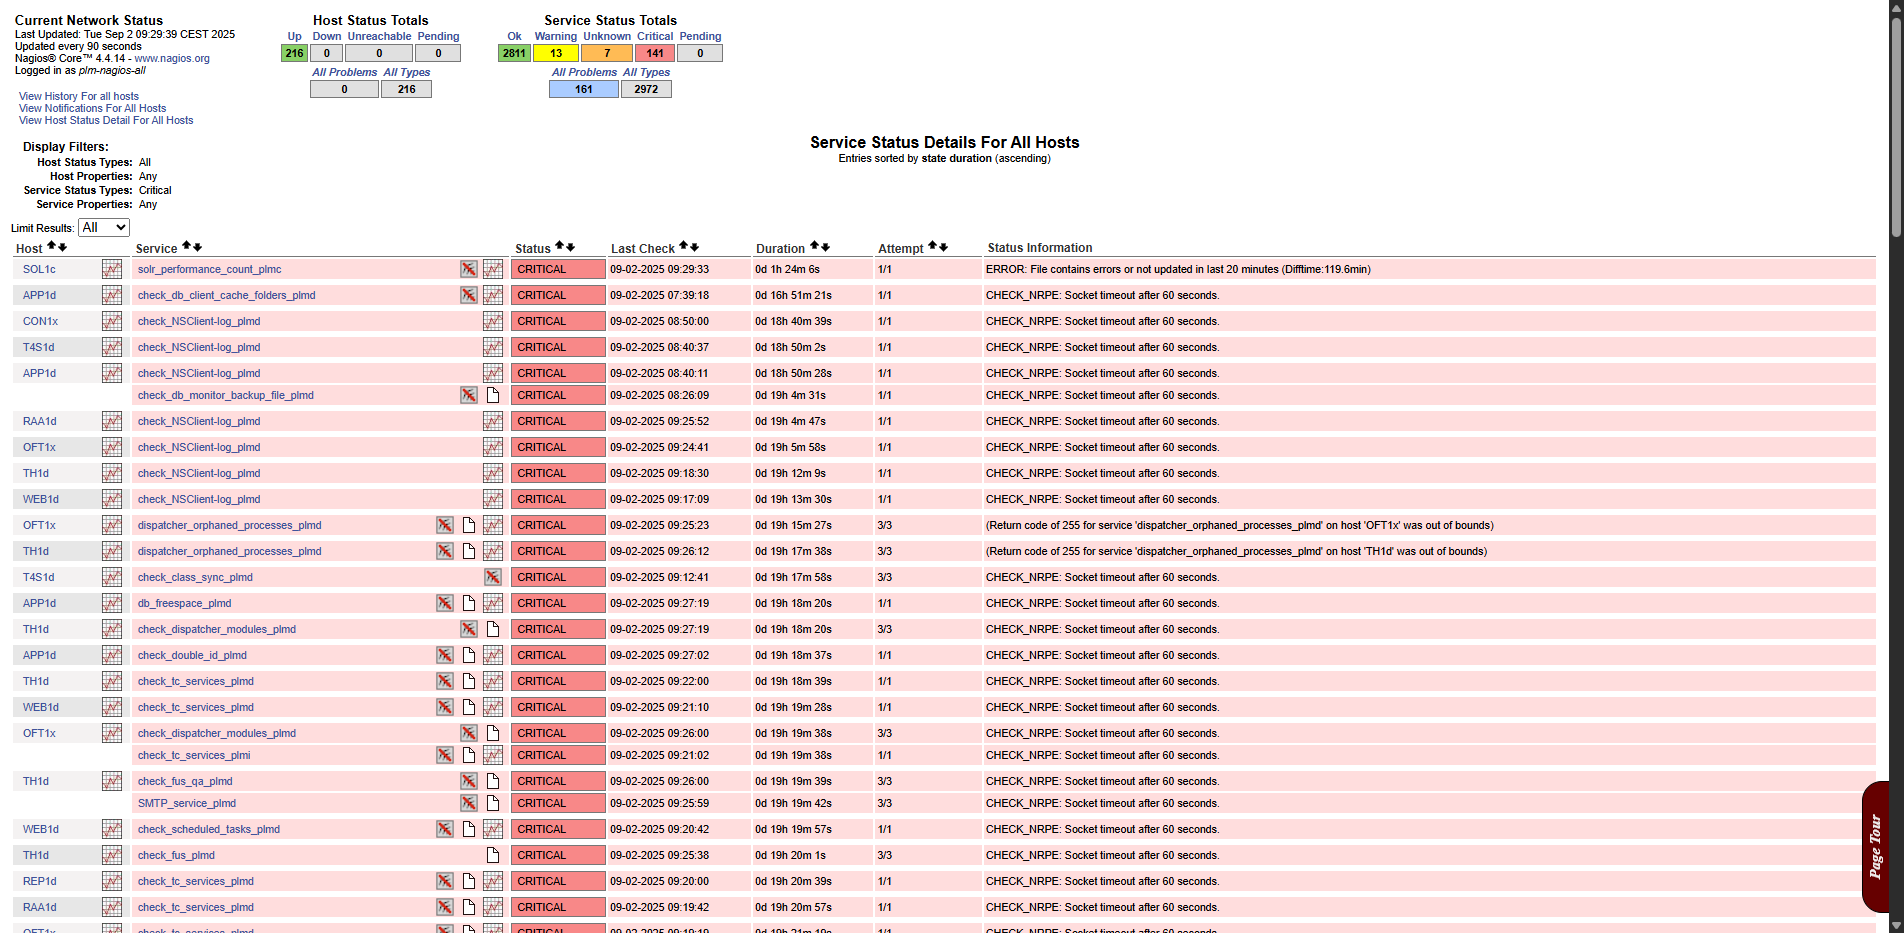 Current Network Status
Last Updated: Tue Sep 2 09:29:39 CEST 2025
Updated every 90 seconds
Nagios® Core™ 4.4.14 - www.nagios.org
Logged in as plm-nagios-all
View History For all hosts
View Notifications For All Hosts
View Host Status Detail For All Hosts
Host Status Totals
Up Down Unreachable Pending
216 0 0 0
All Problems All Types
0 216
Service Status Totals
Ok Warning Unknown Critical Pending
2811 13 7 141 0
All Problems All Types
161 2972
Display Filters:
Host Status Types: All
Host Properties: Any
Service Status Types: Critical
Service Properties: Any
Service Status Details For All Hosts
Entries sorted by state duration (ascending)
Limit Results: All
Host Service Status Last Check Duration Attempt Status Information
SOL1c solr_performance_count_plmc CRITICAL 09-02-2025 09:29:33 0d 1h 24m 6s 1/1 ERROR: File contains errors or not updated in last 20 minutes (Difftime:119.6min)
APP1d check_db_client_cache_folders_plmd CRITICAL 09-02-2025 07:39:18 0d 16h 51m 21s 1/1 CHECK_NRPE: Socket timeout after 60 seconds.
CON1x check_NSClient-log_plmd CRITICAL 09-02-2025 08:50:00 0d 18h 40m 39s 1/1 CHECK_NRPE: Socket timeout after 60 seconds.
T4S1d check_NSClient-log_plmd CRITICAL 09-02-2025 08:40:37 0d 18h 50m 2s 1/1 CHECK_NRPE: Socket timeout after 60 seconds.
APP1d check_NSClient-log_plmd CRITICAL 09-02-2025 08:40:11 0d 18h 50m 28s 1/1 CHECK_NRPE: Socket timeout after 60 seconds.
check_db_monitor_backup_file_plmd CRITICAL 09-02-2025 08:26:09 0d 19h 4m 31s 1/1 CHECK_NRPE: Socket timeout after 60 seconds.
RAA1d check_NSClient-log_plmd CRITICAL 09-02-2025 09:25:52 0d 19h 4m 47s 1/1 CHECK_NRPE: Socket timeout after 60 seconds.
OFT1x check_NSClient-log_plmd CRITICAL 09-02-2025 09:24:41 0d 19h 5m 58s 1/1 CHECK_NRPE: Socket timeout after 60 seconds.
TH1d check_NSClient-log_plmd CRITICAL 09-02-2025 09:18:30 0d 19h 12m 9s 1/1 CHECK_NRPE: Socket timeout after 60 seconds.
WEB1d check_NSClient-log_plmd CRITICAL 09-02-2025 09:17:09 0d 19h 13m 30s 1/1 CHECK_NRPE: Socket timeout after 60 seconds.
OFT1x dispatcher_orphaned_processes_plmd CRITICAL 09-02-2025 09:25:23 0d 19h 15m 27s 3/3 (Return code of 255 for service 'dispatcher_orphaned_processes_plmd' on host 'OFT1x' was out of bounds)
TH1d dispatcher_orphaned_processes_plmd CRITICAL 09-02-2025 09:26:12 0d 19h 17m 38s 3/3 (Return code of 255 for service 'dispatcher_orphaned_processes_plmd' on host 'TH1d' was out of bounds)
T4S1d check_class_sync_plmd CRITICAL 09-02-2025 09:12:41 0d 19h 17m 58s 3/3 CHECK_NRPE: Socket timeout after 60 seconds.
APP1d db_freespace_plmd CRITICAL 09-02-2025 09:27:19 0d 19h 18m 20s 1/1 CHECK_NRPE: Socket timeout after 60 seconds.
TH1d check_dispatcher_modules_plmd CRITICAL 09-02-2025 09:27:19 0d 19h 18m 20s 3/3 CHECK_NRPE: Socket timeout after 60 seconds.
APP1d check_double_id_plmd CRITICAL 09-02-2025 09:27:02 0d 19h 18m 37s 1/1 CHECK_NRPE: Socket timeout after 60 seconds.
TH1d check_tc_services_plmd CRITICAL 09-02-2025 09:22:00 0d 19h 18m 39s 1/1 CHECK_NRPE: Socket timeout after 60 seconds.
WEB1d check_tc_services_plmd CRITICAL 09-02-2025 09:21:10 0d 19h 19m 28s 1/1 CHECK_NRPE: Socket timeout after 60 seconds.
OFT1x check_dispatcher_modules_plmd CRITICAL 09-02-2025 09:26:00 0d 19h 19m 38s 3/3 CHECK_NRPE: Socket timeout after 60 seconds.
check_tc_services_plmi CRITICAL 09-02-2025 09:21:02 0d 19h 19m 38s 1/1 CHECK_NRPE: Socket timeout after 60 seconds.
TH1d check_fus_qa_plmd CRITICAL 09-02-2025 09:26:00 0d 19h 19m 39s 3/3 CHECK_NRPE: Socket timeout after 60 seconds.
SMTP_service_plmd CRITICAL 09-02-2025 09:25:59 0d 19h 19m 42s 3/3 CHECK_NRPE: Socket timeout after 60 seconds.
WEB1d check_scheduled_tasks_plmd CRITICAL 09-02-2025 09:20:42 0d 19h 19m 57s 1/1 CHECK_NRPE: Socket timeout after 60 seconds.
TH1d check_fus_plmd CRITICAL 09-02-2025 09:25:38 0d 19h 20m 1s 3/3 CHECK_NRPE: Socket timeout after 60 seconds.
REP1d check_tc_services_plmd CRITICAL 09-02-2025 09:20:00 0d 19h 20m 39s 1/1 CHECK_NRPE: Socket timeout after 60 seconds.
RAA1d check_tc_services_plmd CRITICAL 09-02-2025 09:19:42 0d 19h 20m 57s 1/1 CHECK_NRPE: Socket timeout after 60 seconds.
Page Tour